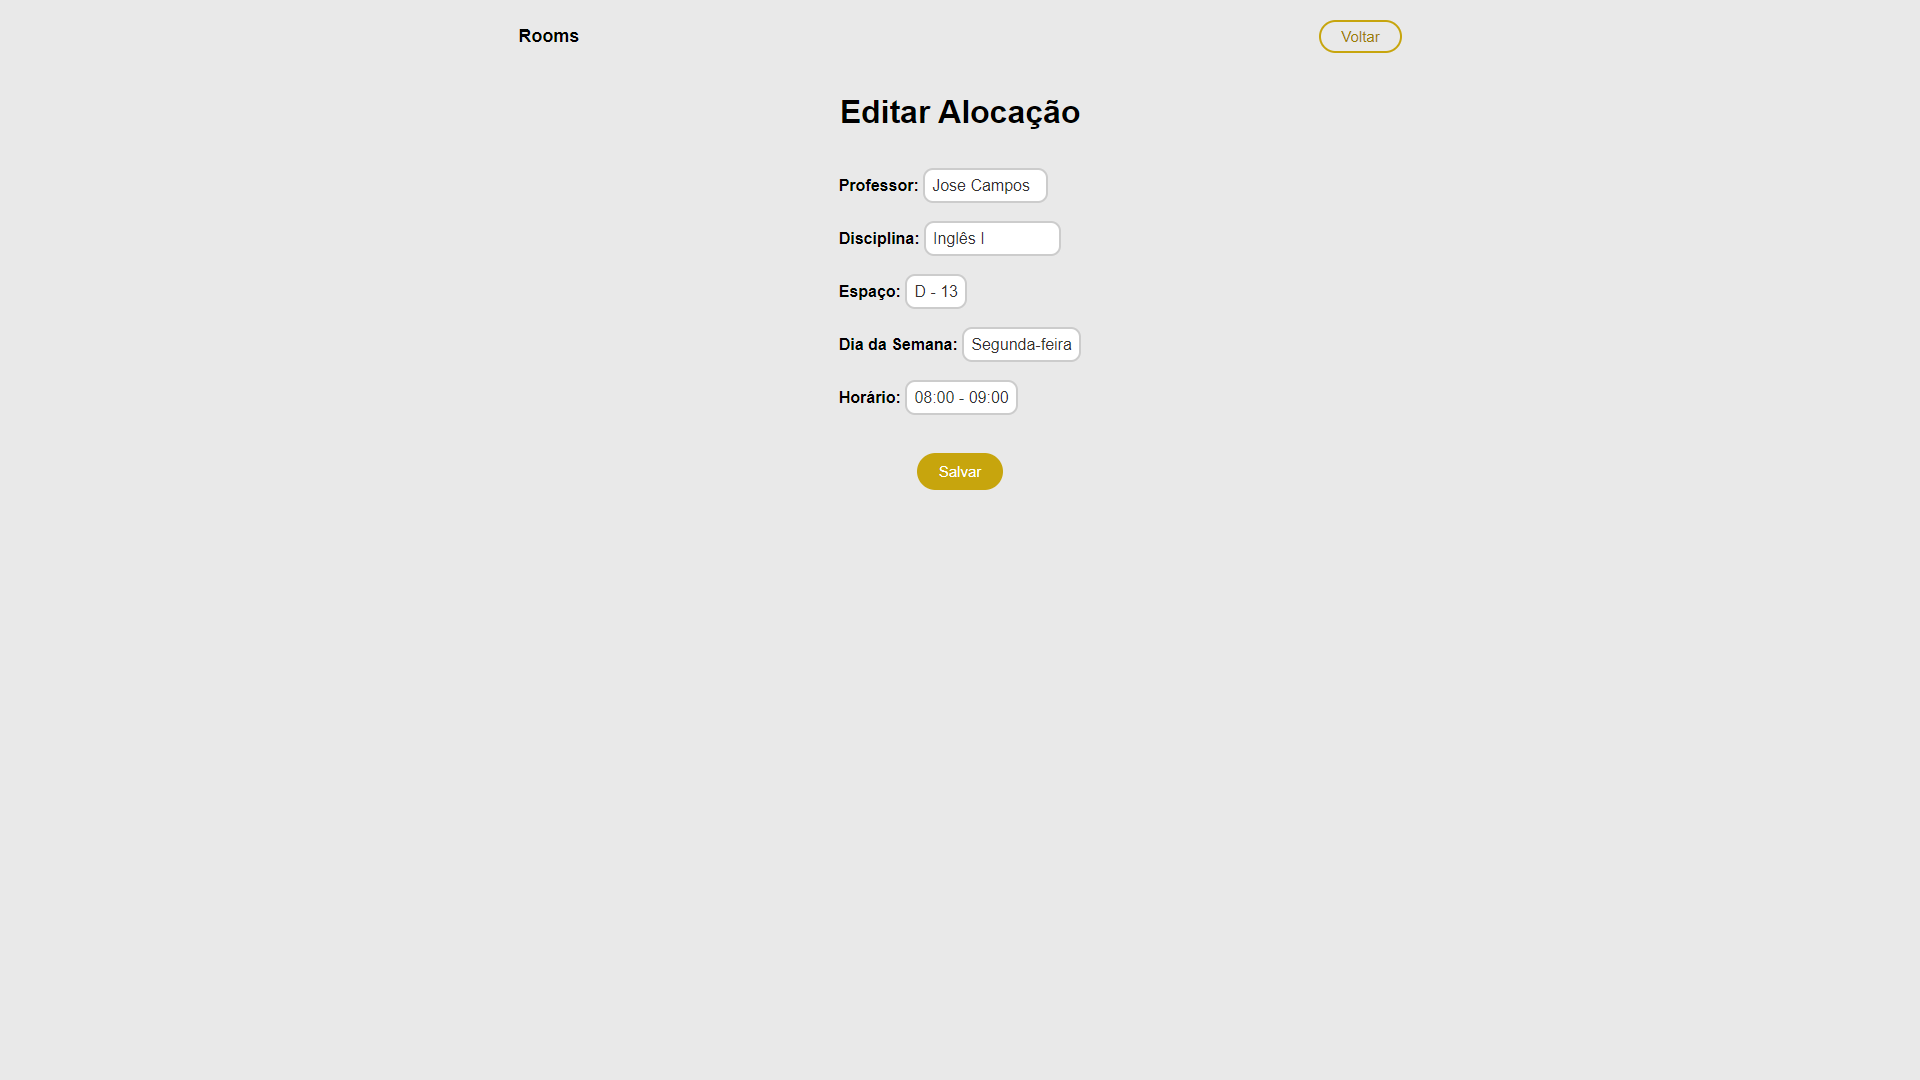 Rooms
Voltar
Editar Alocação
Professor: Jose Campos
Disciplina: Inglês I
Espaço: D - 13
Dia da Semana: Segunda-feira
Horário: 08:00 - 09:00
Salvar